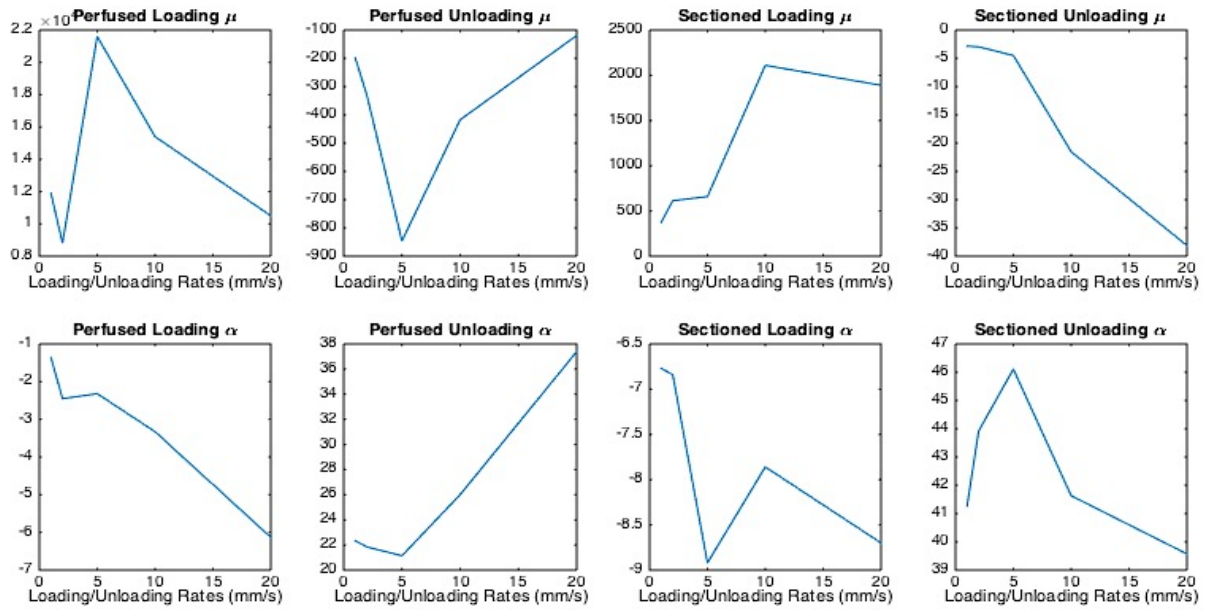 ×10⁴ Perfused Loading μ
2.2
2
1.8
1.6
1.4
1.2
1
0.8
0 5 10 15 20
Loading/Unloading Rates (mm/s)
Perfused Unloading μ
-100
-200
-300
-400
-500
-600
-700
-800
-900
0 5 10 15 20
Loading/Unloading Rates (mm/s)
Sectioned Loading μ
2500
2000
1500
1000
500
0
0 5 10 15 20
Loading/Unloading Rates (mm/s)
Sectioned Unloading μ
0
-5
-10
-15
-20
-25
-30
-35
-40
0 5 10 15 20
Loading/Unloading Rates (mm/s)
Perfused Loading α
-1
-2
-3
-4
-5
-6
-7
0 5 10 15 20
Loading/Unloading Rates (mm/s)
Perfused Unloading α
38
36
34
32
30
28
26
24
22
20
0 5 10 15 20
Loading/Unloading Rates (mm/s)
Sectioned Loading α
-6.5
-7
-7.5
-8
-8.5
-9
0 5 10 15 20
Loading/Unloading Rates (mm/s)
Sectioned Unloading α
47
46
45
44
43
42
41
40
39
0 5 10 15 20
Loading/Unloading Rates (mm/s)